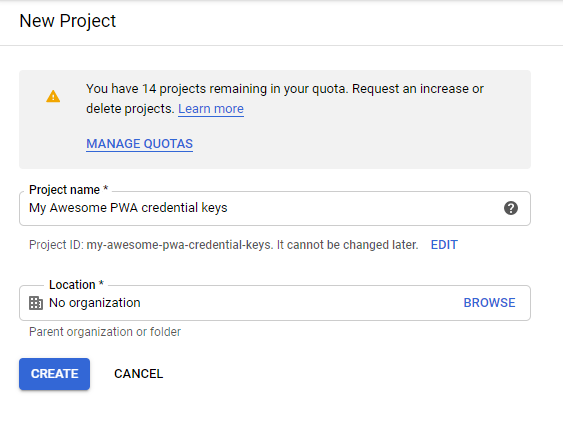 New Project
You have 14 projects remaining in your quota. Request an increase or
delete projects. Learn more
MANAGE QUOTAS
Project name *
My Awesome PWA credential keys
Project ID: my-awesome-pwa-credential-keys. It cannot be changed later. EDIT
Location *
No organization BROWSE
Parent organization or folder
CREATE CANCEL